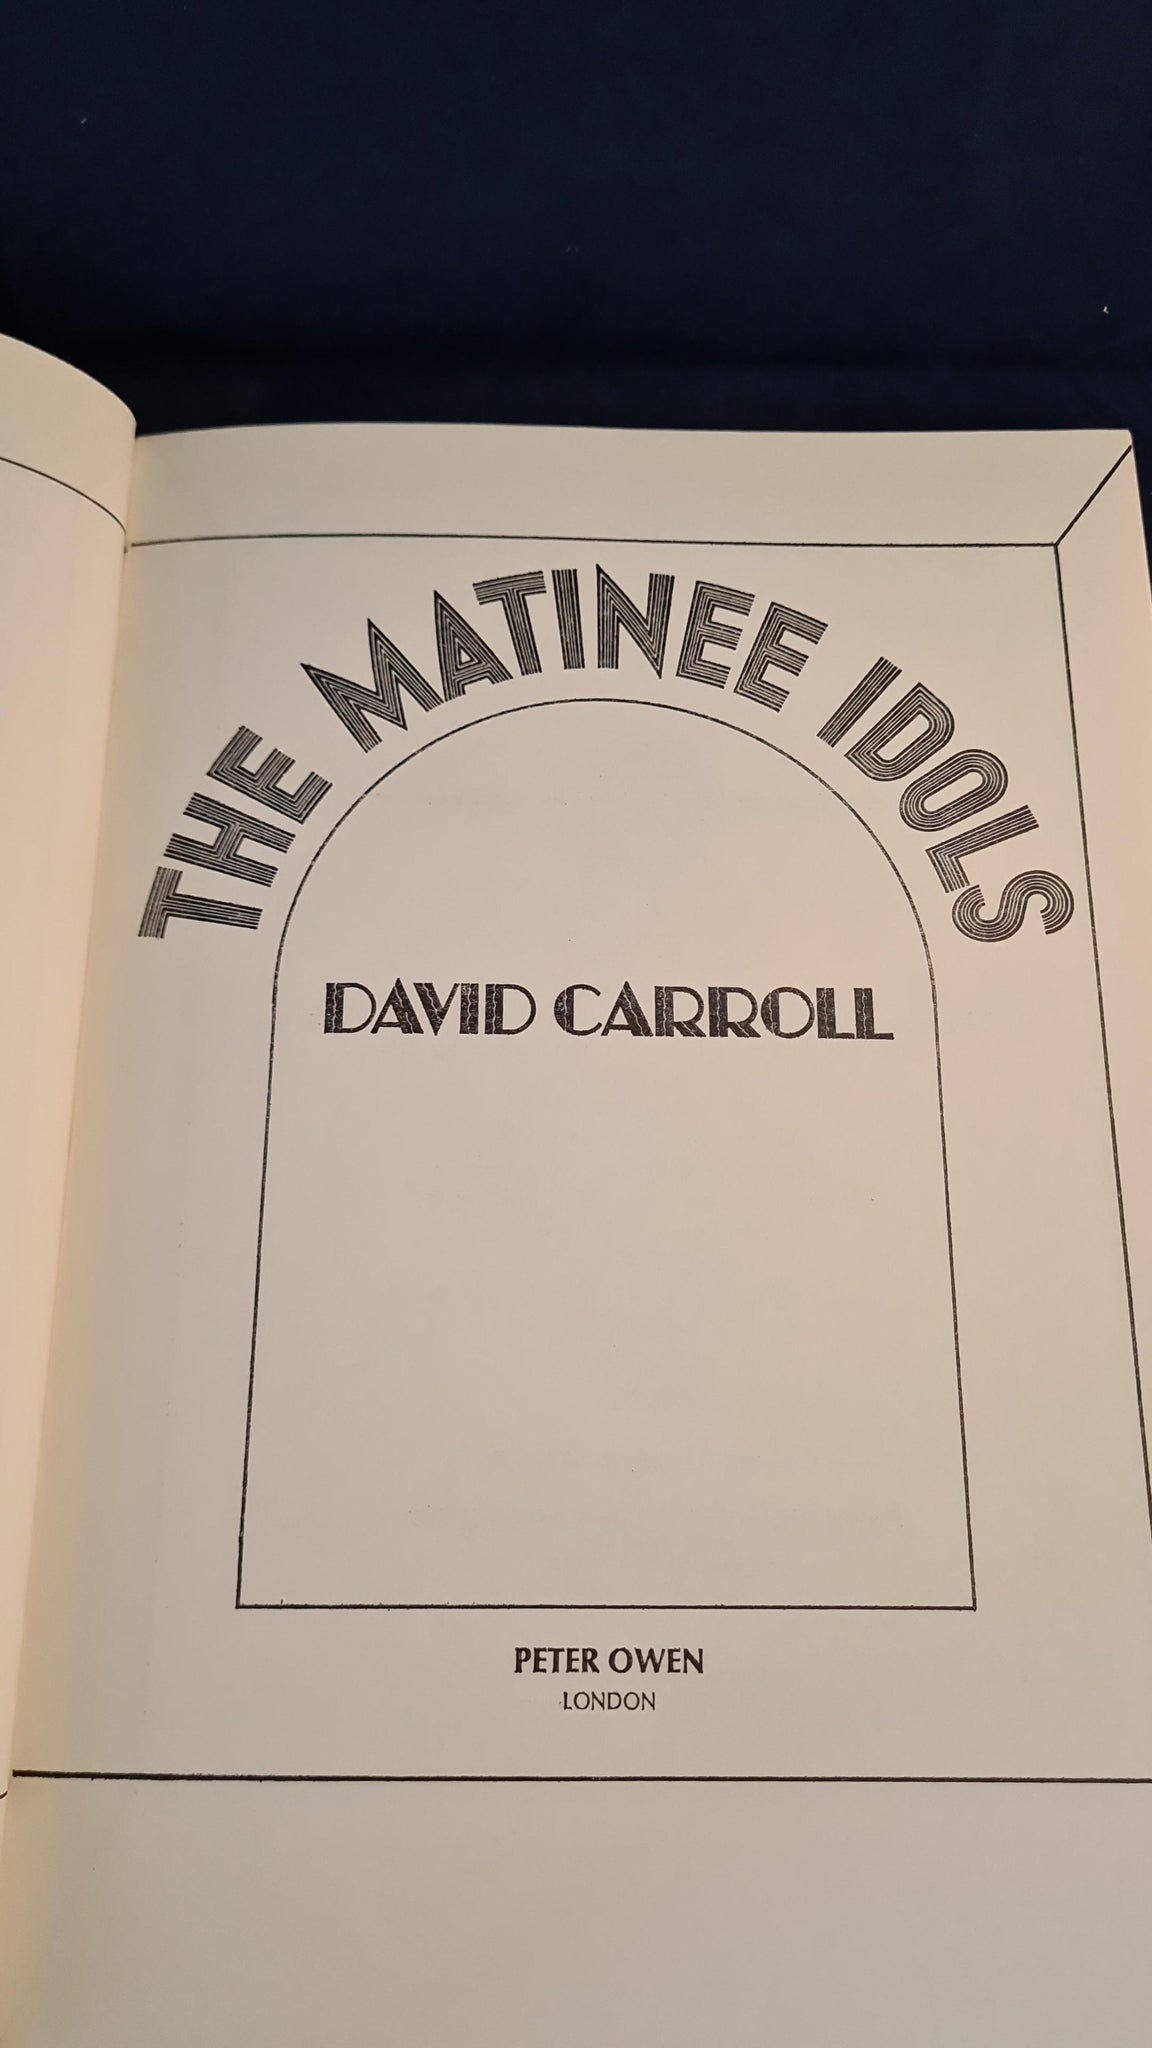 THE MATINEE IDOLS
DAVID CARROLL
PETER OWEN
LONDON